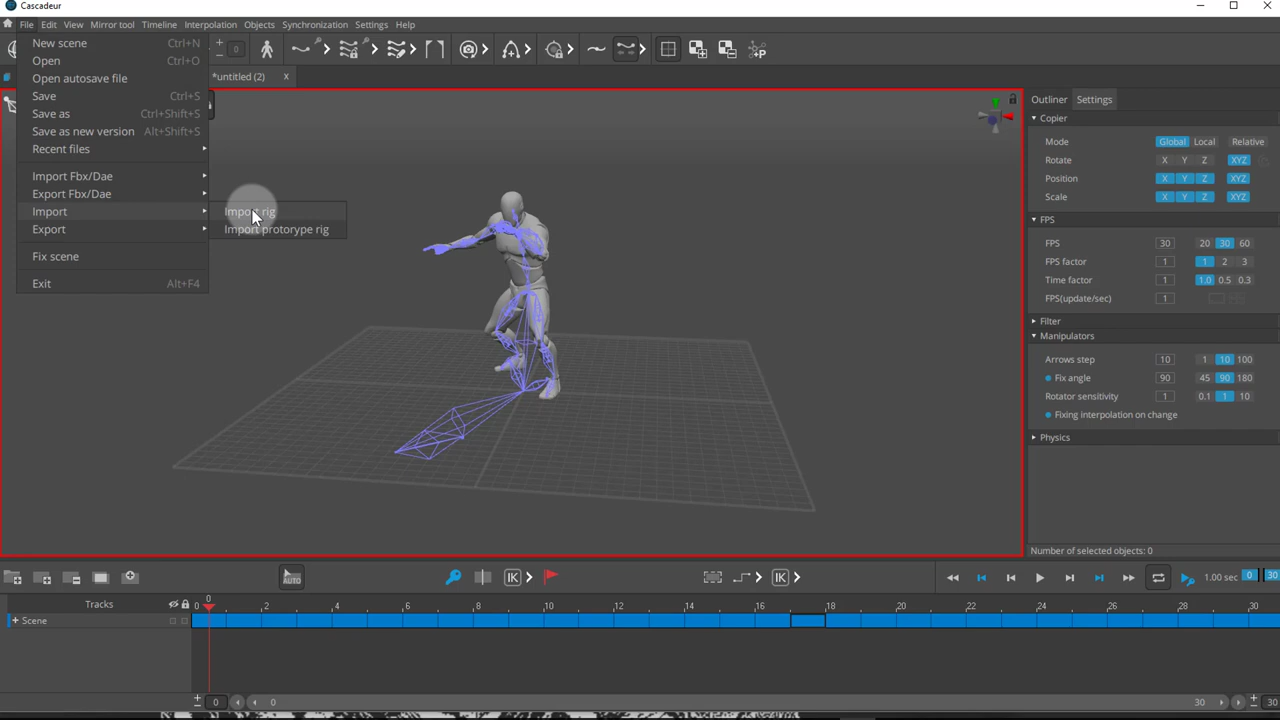 Cascadeur
File Edit View Mirror tool Timeline Interpolation Objects Synchronization Settings Help
New scene Ctrl+N
0
Open Ctrl+O
Open autosave file
*untitled (2) x
Save Ctrl+S
Save as Ctrl+Shift+S
Save as new version Alt+Shift+S
Recent files
Import Fbx/Dae
Export Fbx/Dae
Import
Import rig
Export
Import protorype rig
Fix scene
Exit Alt+F4
Outliner Settings
Copier
Mode Global Local Relative
Rotate X Y Z XYZ
Position X Y Z XYZ
Scale X Y Z XYZ
FPS
FPS 30 20 30 60
FPS factor 1 1 2 3
Time factor 1 1.0 0.5 0.3
FPS(update/sec) 1
Filter
Manipulators
Arrows step 10 1 10 100
Fix angle 90 45 90 180
Rotator sensitivity 1 0.1 1 10
Fixing interpolation on change
Physics
Number of selected objects: 0
AUTO IK IK 1.00 sec 0 30
Tracks 0
0 2 4 6 8 10 12 14 16 18 20 22 24 26 28 30
+ Scene
0 0 30 30